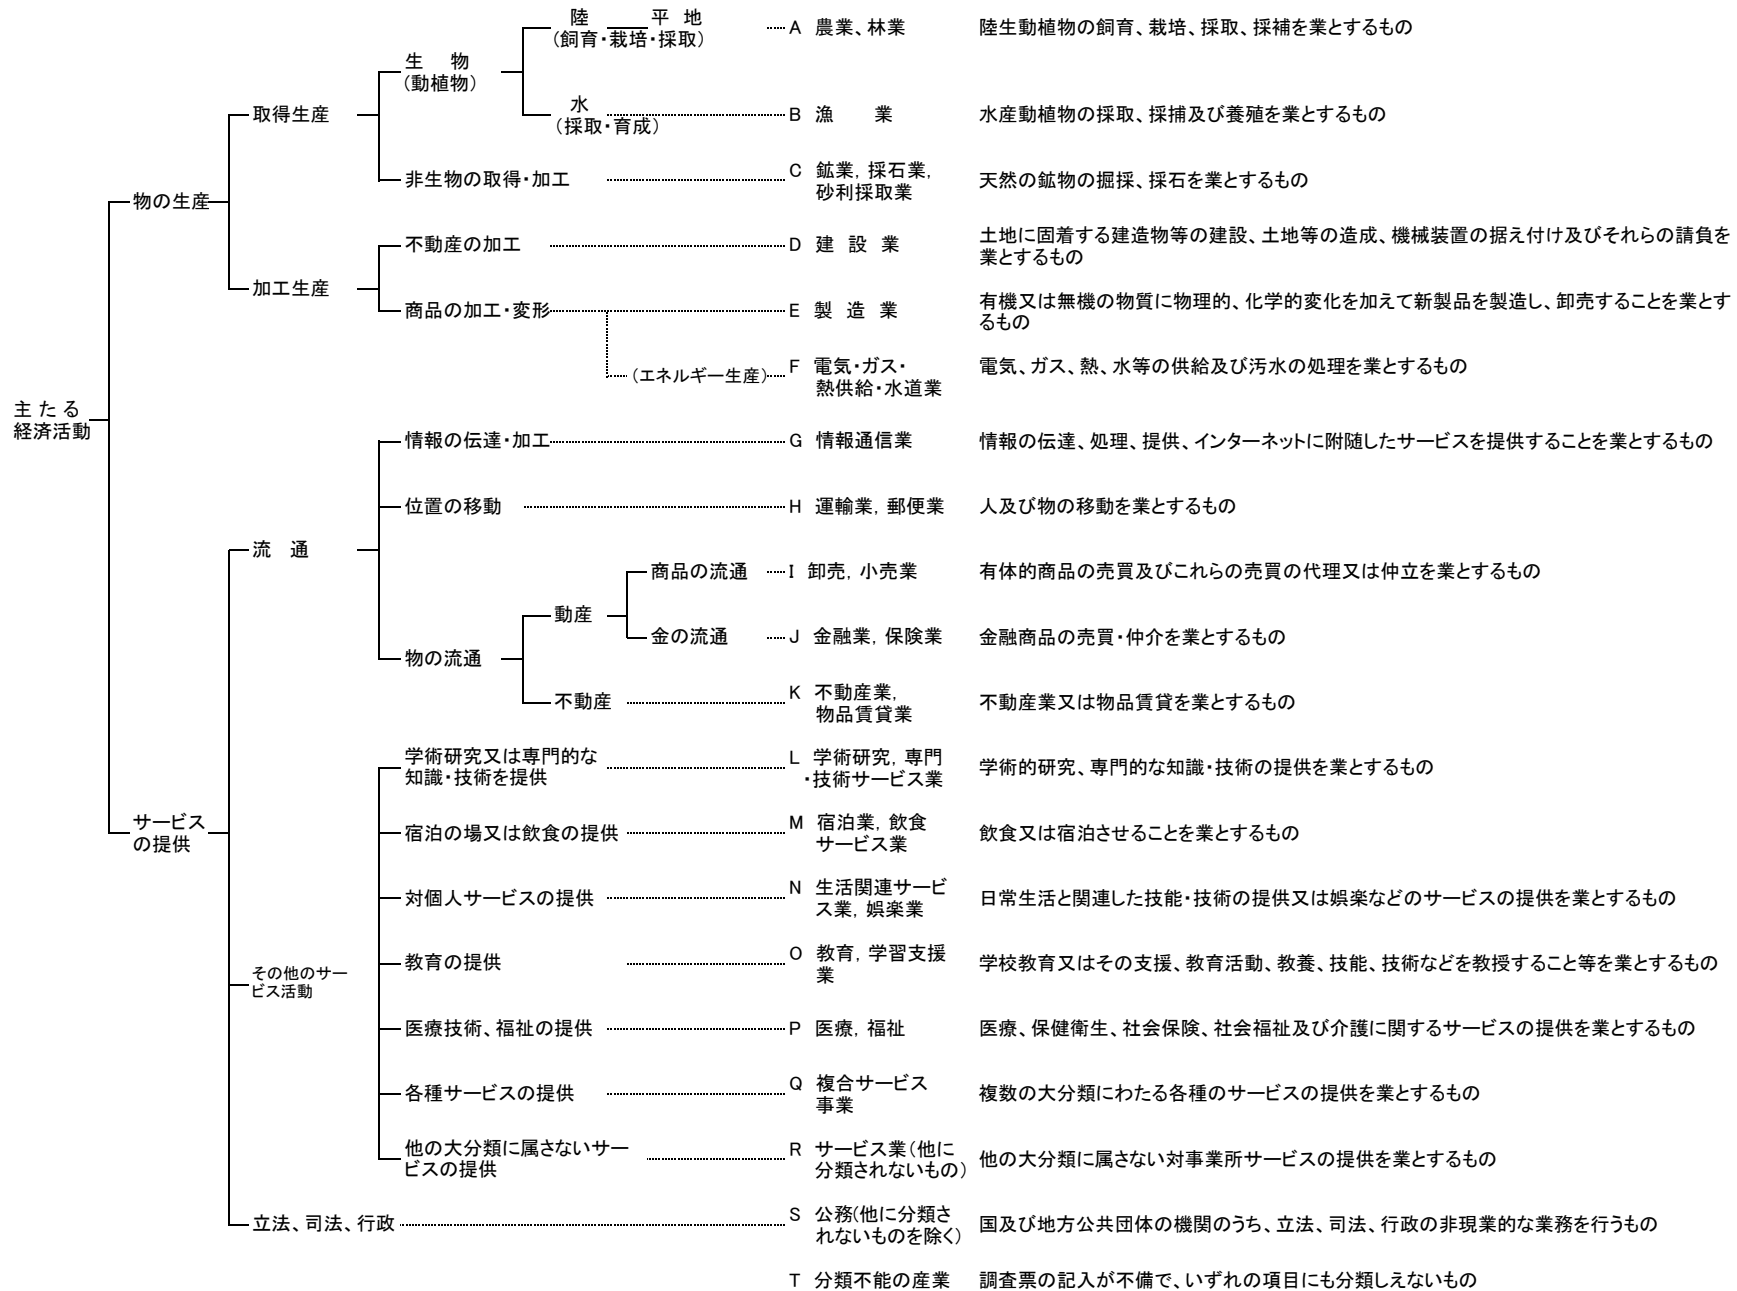 陸 平 地
(飼育・栽培・採取)
A 農業、林業 陸生動植物の飼育、栽培、採取、採補を業とするもの
生 物
(動植物)
水
(採取・育成)
取得生産
B 漁 業 水産動植物の採取、採捕及び養殖を業とするもの
非生物の取得・加工
C 鉱業, 採石業,
砂利採取業
天然の鉱物の掘採、採石を業とするもの
物の生産
不動産の加工
D 建 設 業
土地に固着する建造物等の建設、土地等の造成、機械装置の据え付け及びそれらの請負を
業とするもの
加工生産
商品の加工・変形
E 製 造 業
有機又は無機の物質に物理的、化学的変化を加えて新製品を製造し、卸売することを業とす
るもの
(エネルギー生産)
F 電気・ガス・
熱供給・水道業
電気、ガス、熱、水等の供給及び汚水の処理を業とするもの
主 た る
経済活動
情報の伝達・加工
G 情報通信業 情報の伝達、処理、提供、インターネットに附随したサービスを提供することを業とするもの
位置の移動
H 運輸業, 郵便業 人及び物の移動を業とするもの
流 通
商品の流通
I 卸売, 小売業 有体的商品の売買及びこれらの売買の代理又は仲立を業とするもの
動産
金の流通
J 金融業, 保険業 金融商品の売買・仲介を業とするもの
物の流通
不動産
K 不動産業,
物品賃貸業
不動産業又は物品賃貸を業とするもの
学術研究又は専門的な
知識・技術を提供
L 学術研究, 専門
・技術サービス業
学術的研究、専門的な知識・技術の提供を業とするもの
サービス
の提供
宿泊の場又は飲食の提供
M 宿泊業, 飲食
サービス業
飲食又は宿泊させることを業とするもの
対個人サービスの提供
N 生活関連サービ
ス業, 娯楽業
日常生活と関連した技能・技術の提供又は娯楽などのサービスの提供を業とするもの
その他のサー
ビス活動
教育の提供
O 教育, 学習支援
業
学校教育又はその支援、教育活動、教養、技能、技術などを教授すること等を業とするもの
医療技術、福祉の提供
P 医療, 福祉 医療、保健衛生、社会保険、社会福祉及び介護に関するサービスの提供を業とするもの
各種サービスの提供
Q 複合サービス
事業
複数の大分類にわたる各種のサービスの提供を業とするもの
他の大分類に属さないサー
ビスの提供
R サービス業(他に
分類されないもの)
他の大分類に属さない対事業所サービスの提供を業とするもの
立法、司法、行政
S 公務(他に分類さ
れないものを除く)
国及び地方公共団体の機関のうち、立法、司法、行政の非現業的な業務を行うもの
T 分類不能の産業 調査票の記入が不備で、いずれの項目にも分類しえないもの